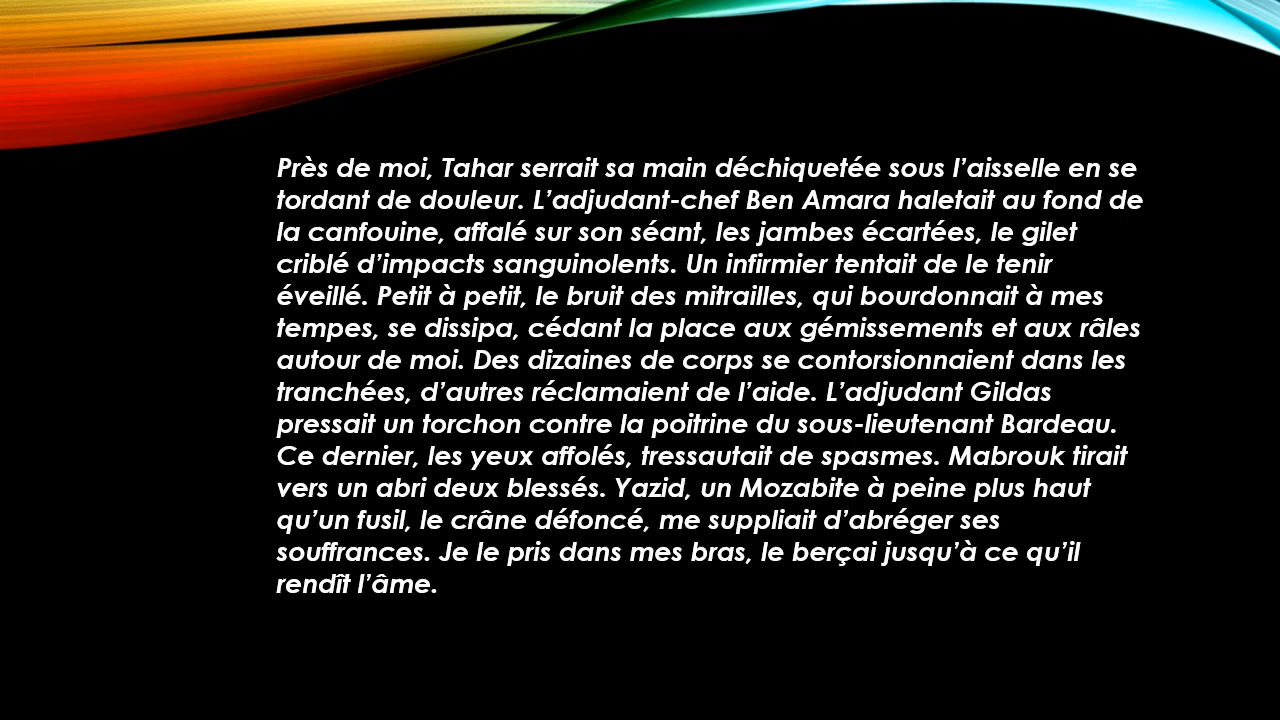 Près de moi, Tahar serrait sa main déchiquetée sous l’aisselle en se
tordant de douleur. L’adjudant-chef Ben Amara haletait au fond de
la canfouine, affalé sur son séant, les jambes écartées, le gilet
criblé d’impacts sanguinolents. Un infirmier tentait de le tenir
éveillé. Petit à petit, le bruit des mitrailles, qui bourdonnait à mes
tempes, se dissipa, cédant la place aux gémissements et aux râles
autour de moi. Des dizaines de corps se contorsionnaient dans les
tranchées, d’autres réclamaient de l’aide. L’adjudant Gildas
pressait un torchon contre la poitrine du sous-lieutenant Bardeau.
Ce dernier, les yeux affolés, tressautait de spasmes. Mabrouk tirait
vers un abri deux blessés. Yazid, un Mozabite à peine plus haut
qu’un fusil, le crâne défoncé, me suppliait d’abréger ses
souffrances. Je le pris dans mes bras, le berçai jusqu’à ce qu’il
rendît l’âme.